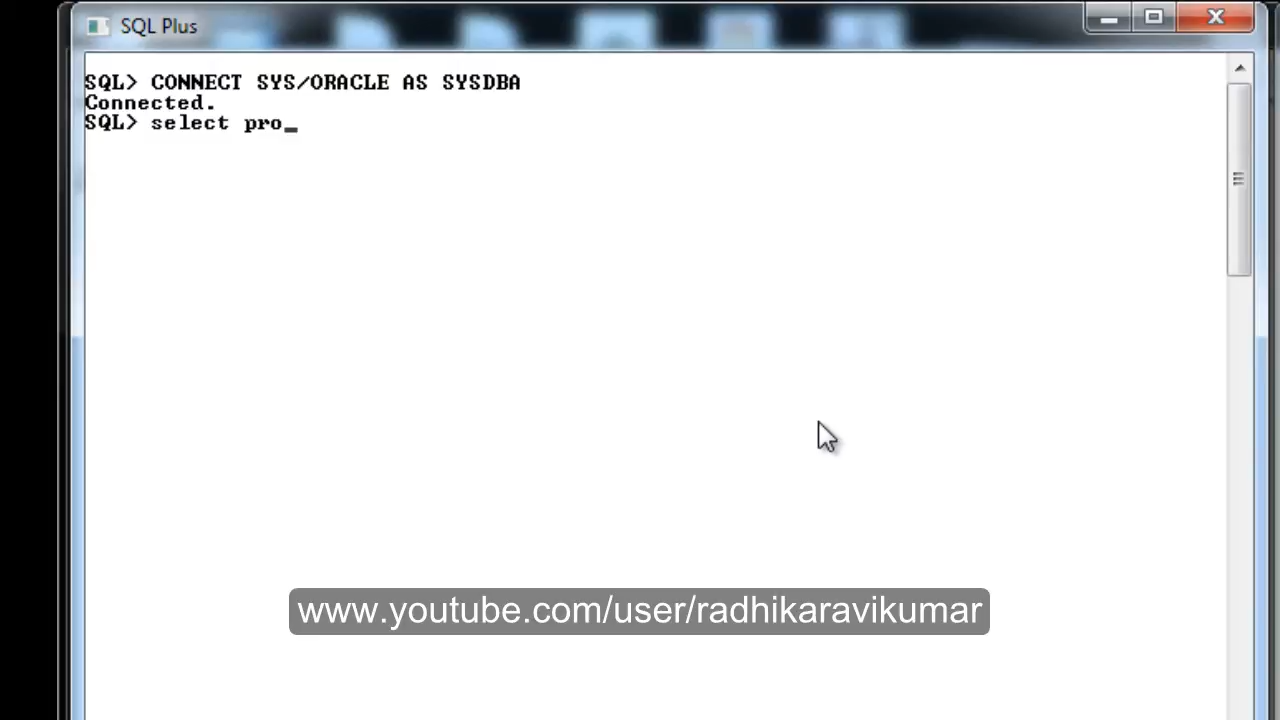 SQL Plus
SQL> CONNECT SYS/ORACLE AS SYSDBA
Connected.
SQL> select pro_
www.youtube.com/user/radhikaravikumar